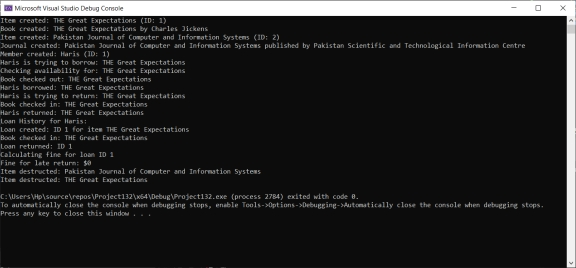 Microsoft Visual Studio Debug Console
Item created: THE Great Expectations (ID: 1)
Book created: THE Great Expectations by Charles Jickens
Item created: Pakistan Journal of Computer and Information Systems (ID: 2)
Journal created: Pakistan Journal of Computer and Information Systems published by Pakistan Scientific and Technological Information Centre
Member created: Haris (ID: 1)
Haris is trying to borrow: THE Great Expectations
Checking availability for: THE Great Expectations
Book checked out: THE Great Expectations
Haris borrowed: THE Great Expectations
Haris is trying to return: THE Great Expectations
Book checked in: THE Great Expectations
Haris returned: THE Great Expectations
Loan History for Haris:
Loan created: ID 1 for item THE Great Expectations
Book checked in: THE Great Expectations
Loan returned: ID 1
Calculating fine for loan ID 1
Fine for late return: $0
Item destructed: Pakistan Journal of Computer and Information Systems
Item destructed: THE Great Expectations
C:\Users\Hp\source\repos\Project132\x64\Debug\Project132.exe (process 2784) exited with code 0.
To automatically close the console when debugging stops, enable Tools->Options->Debugging->Automatically close the console when debugging stops.
Press any key to close this window . . .